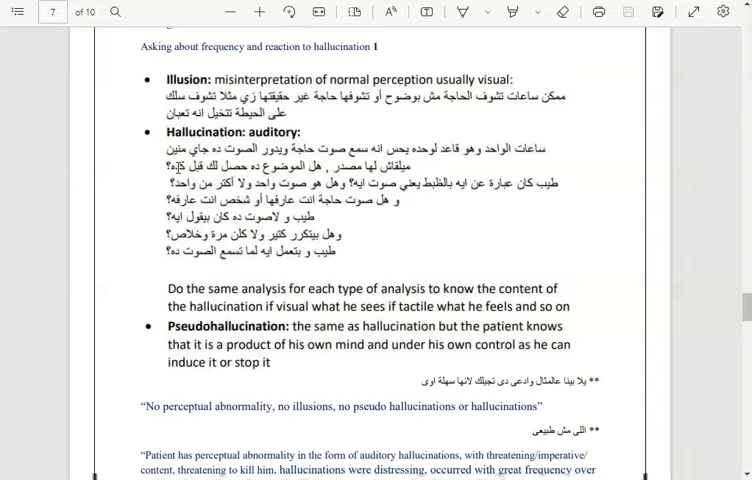 7 of 10
Asking about frequency and reaction to hallucination 1
• Illusion: misinterpretation of normal perception usually visual:
ممكن ساعات تشوف الحاجة مش بوضوح أو تشوفها حاجة غير حقيقتها زي مثلا تشوف سلك
على الحيطة تتخيل انه تعبان
• Hallucination: auditory:
ساعات الواحد وهو قاعد لوحده يحس انه سمع صوت حاجة ويدور الصوت ده جاي منين
ميلقاش لها مصدر , هل الموضوع ده حصل لك قبل كده؟
طيب كان عبارة عن ايه بالظبط يعني صوت ايه؟ وهل هو صوت واحد ولا أكتر من واحد؟
و هل صوت حاجة انت عارفها أو شخص انت عارفه؟
طيب و لاصوت ده كان بيقول ايه؟
وهل بيتكرر كتير ولا كلن مرة وخلاص؟
طيب و بتعمل ايه لما تسمع الصوت ده؟
Do the same analysis for each type of analysis to know the content of
the hallucination if visual what he sees if tactile what he feels and so on
• Pseudohallucination: the same as hallucination but the patient knows
that it is a product of his own mind and under his own control as he can
induce it or stop it
** يلا بينا عالمثال وادعى دى تجيلك لانها سهلة اوى
“No perceptual abnormality, no illusions, no pseudo hallucinations or hallucinations”
** اللى مش طبيعى
“Patient has perceptual abnormality in the form of auditory hallucinations, with threatening/imperative/
content, threatening to kill him, hallucinations were distressing, occurred with great frequency over